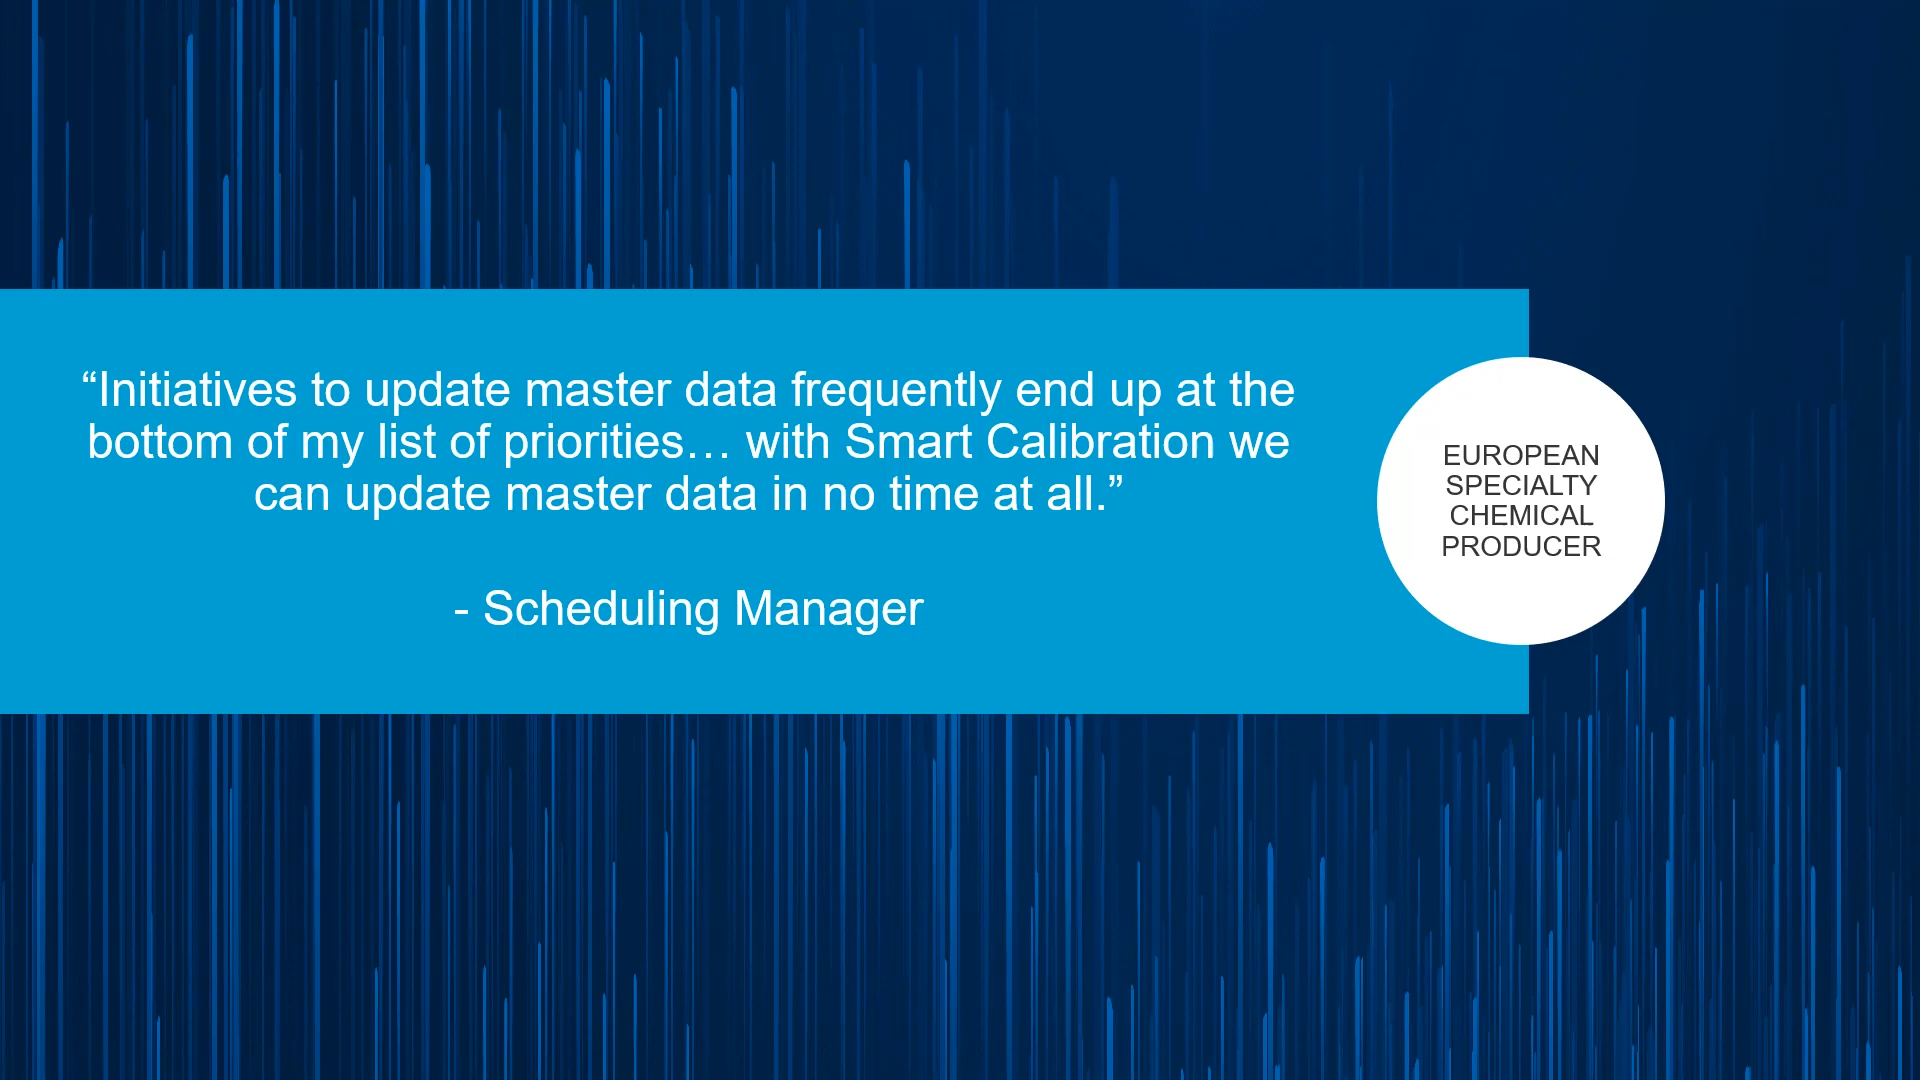 “Initiatives to update master data frequently end up at the
bottom of my list of priorities… with Smart Calibration we
can update master data in no time at all.”
- Scheduling Manager
EUROPEAN
SPECIALTY
CHEMICAL
PRODUCER